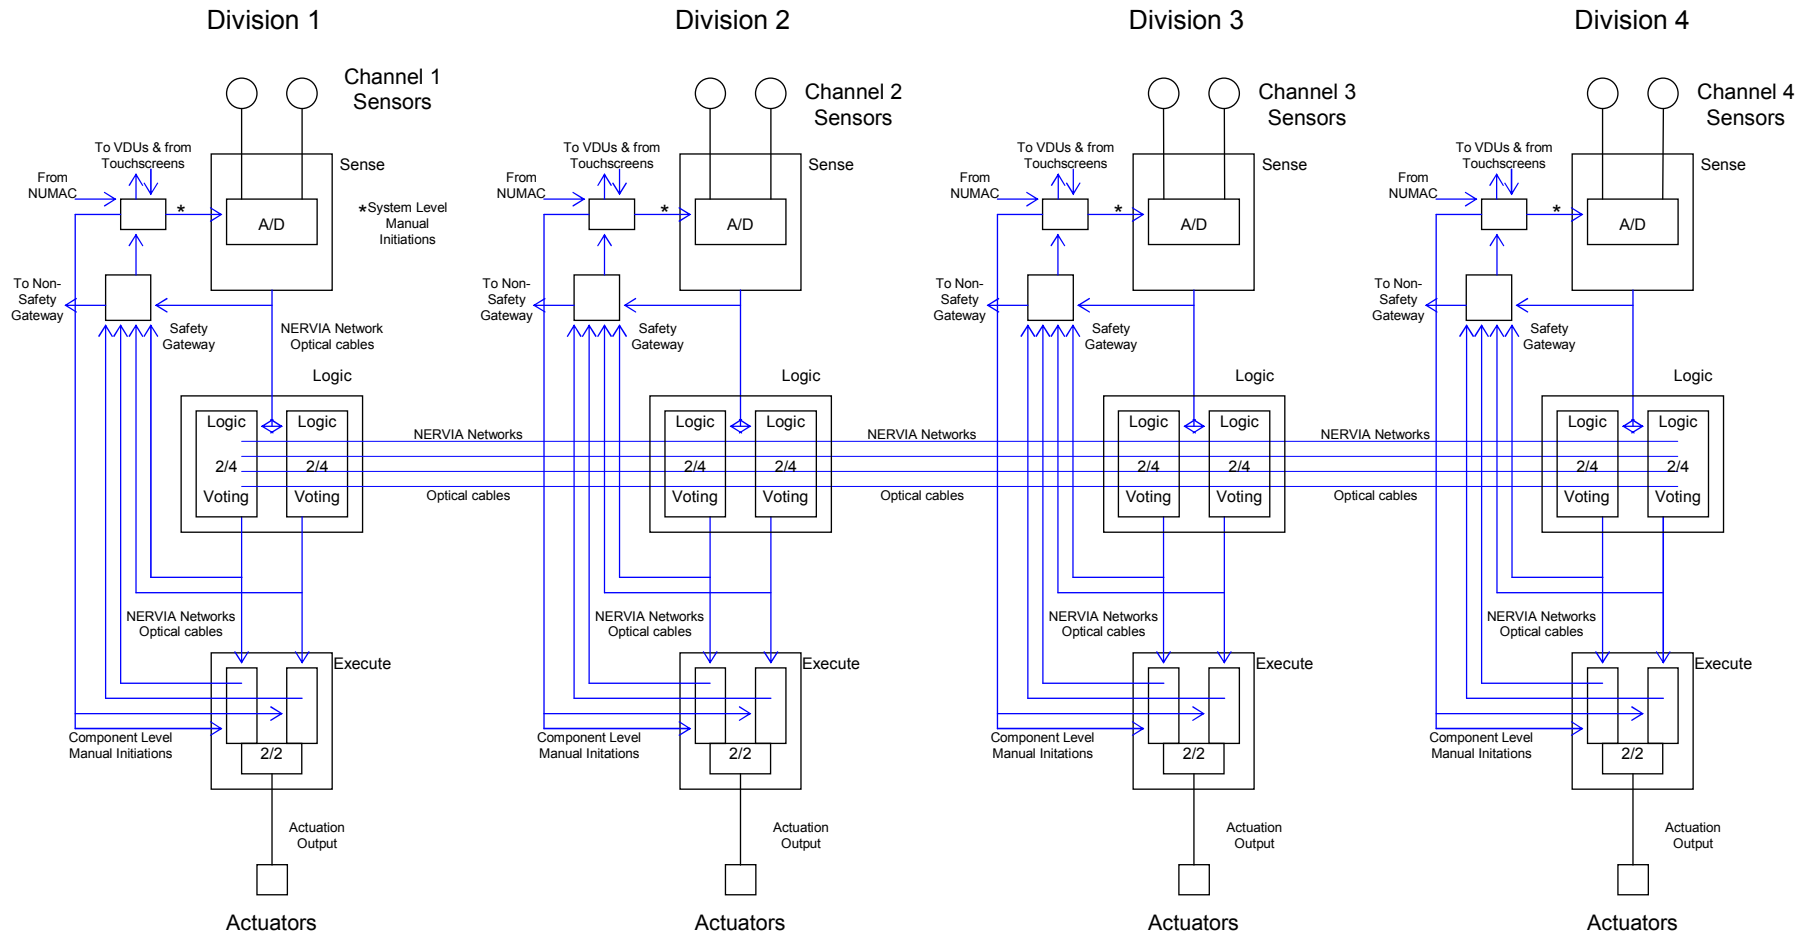 Division 1
Division 2
Division 3
Division 4
Channel 1
Sensors
Channel 2
Sensors
Channel 3
Sensors
Channel 4
Sensors
To VDUs & from
Touchscreens
Sense
From
NUMAC
*
A/D
*System Level
Manual
Initiations
To VDUs & from
Touchscreens
Sense
From
NUMAC
*
A/D
To VDUs & from
Touchscreens
Sense
From
NUMAC
*
A/D
To VDUs & from
Touchscreens
Sense
From
NUMAC
*
A/D
To Non-
Safety
Gateway
Safety
Gateway
NERVIA Network
Optical cables
To Non-
Safety
Gateway
Safety
Gateway
To Non-
Safety
Gateway
Safety
Gateway
To Non-
Safety
Gateway
Safety
Gateway
Logic
Logic
2/4
Voting
Logic
2/4
Voting
NERVIA Networks
Optical cables
Logic
Logic
2/4
Voting
Logic
2/4
Voting
NERVIA Networks
Optical cables
Logic
Logic
2/4
Voting
Logic
2/4
Voting
NERVIA Networks
Optical cables
Logic
Logic
2/4
Voting
Logic
2/4
Voting
NERVIA Networks
Optical cables
Execute
Component Level
Manual Initations
2/2
NERVIA Networks
Optical cables
Execute
Component Level
Manual Initations
2/2
NERVIA Networks
Optical cables
Execute
Component Level
Manual Initations
2/2
NERVIA Networks
Optical cables
Execute
Component Level
Manual Initations
2/2
Actuation
Output
Actuation
Output
Actuation
Output
Actuation
Output
Actuators
Actuators
Actuators
Actuators